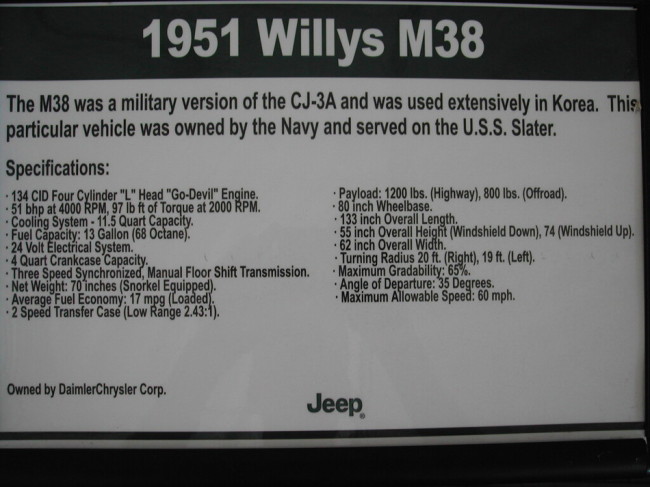 1951 Willys M38
The M38 was a military version of the CJ-3A and was used extensively in Korea. This
particular vehicle was owned by the Navy and served on the U.S.S. Slater.
Specifications:
· 134 CID Four Cylinder "L" Head "Go-Devil" Engine.
· 51 bhp at 4000 RPM, 97 lb ft of Torque at 2000 RPM.
· Cooling System - 11.5 Quart Capacity.
· Fuel Capacity: 13 Gallon (68 Octane).
· 24 Volt Electrical System.
· 4 Quart Crankcase Capacity.
· Three Speed Synchronized, Manual Floor Shift Transmission.
· Net Weight: 70 inches (Snorkel Equipped).
· Average Fuel Economy: 17 mpg (Loaded).
· 2 Speed Transfer Case (Low Range 2.43:1).
· Payload: 1200 lbs. (Highway), 800 lbs. (Offroad).
· 80 inch Wheelbase.
· 133 inch Overall Length.
· 55 inch Overall Height (Windshield Down), 74 (Windshield Up).
· 62 inch Overall Width.
· Turning Radius 20 ft. (Right), 19 ft. (Left).
· Maximum Gradability: 65%.
· Angle of Departure: 35 Degrees.
· Maximum Allowable Speed: 60 mph.
Owned by DaimlerChrysler Corp.
Jeep®